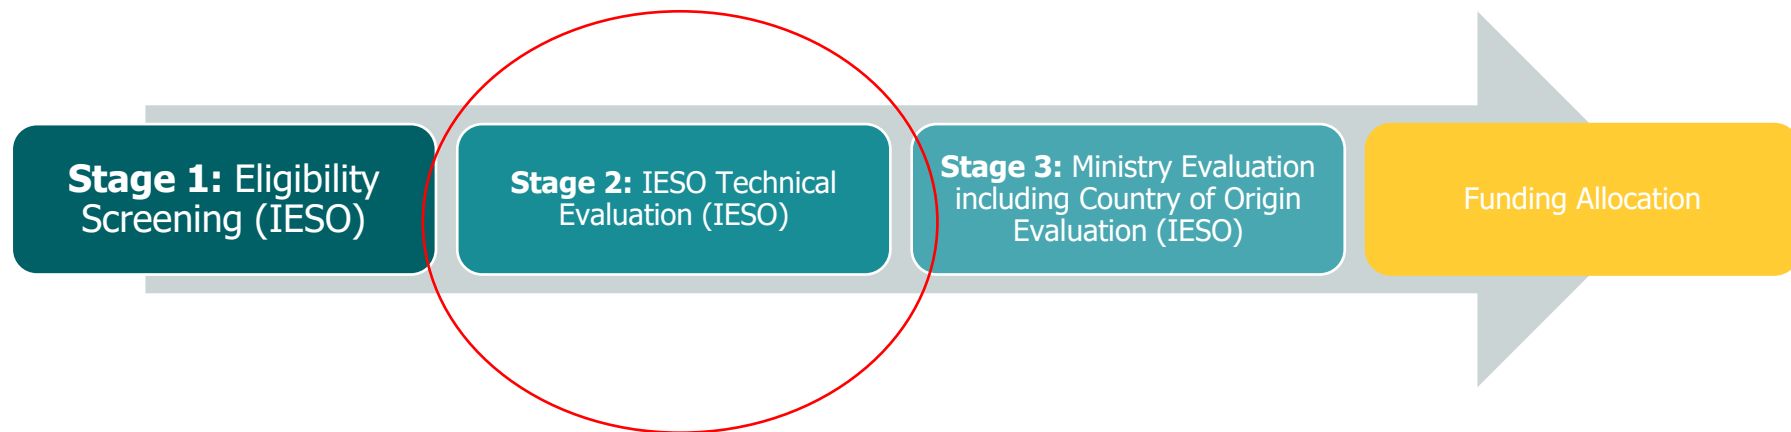 Stage 1: Eligibility
Screening (IESO)
Stage 2: IESO Technical
Evaluation (IESO)
Stage 3: Ministry Evaluation
including Country of Origin
Evaluation (IESO)
Funding Allocation